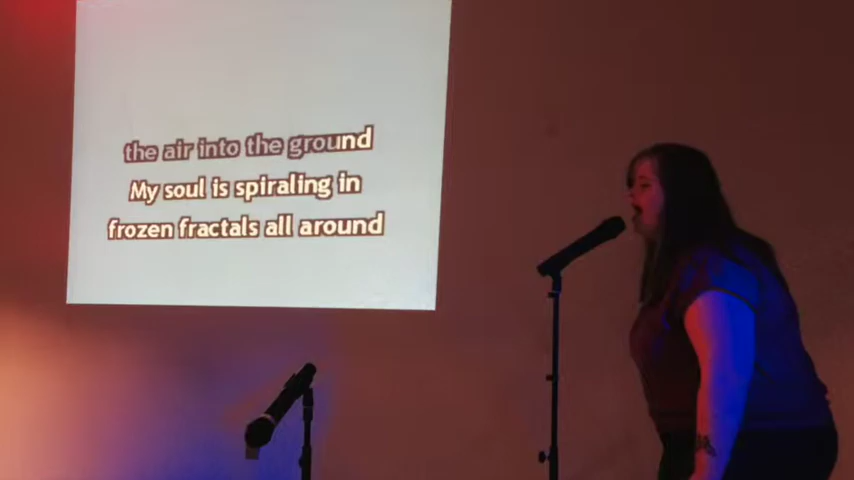 the air into the ground
My soul is spiraling in
frozen fractals all around